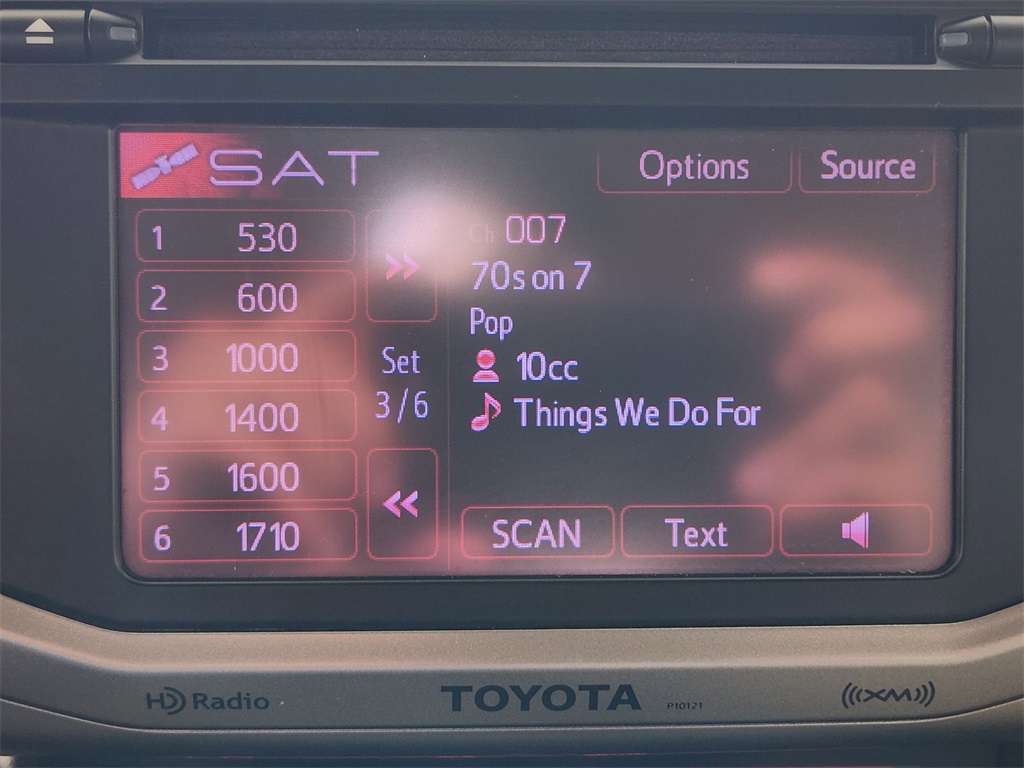 SAT
Options
Source
1 530
2 600
3 1000
4 1400
5 1600
6 1710
Set
3/6
Ch 007
70s on 7
Pop
10cc
Things We Do For
SCAN
Text
HD Radio
TOYOTA
P10121
XM